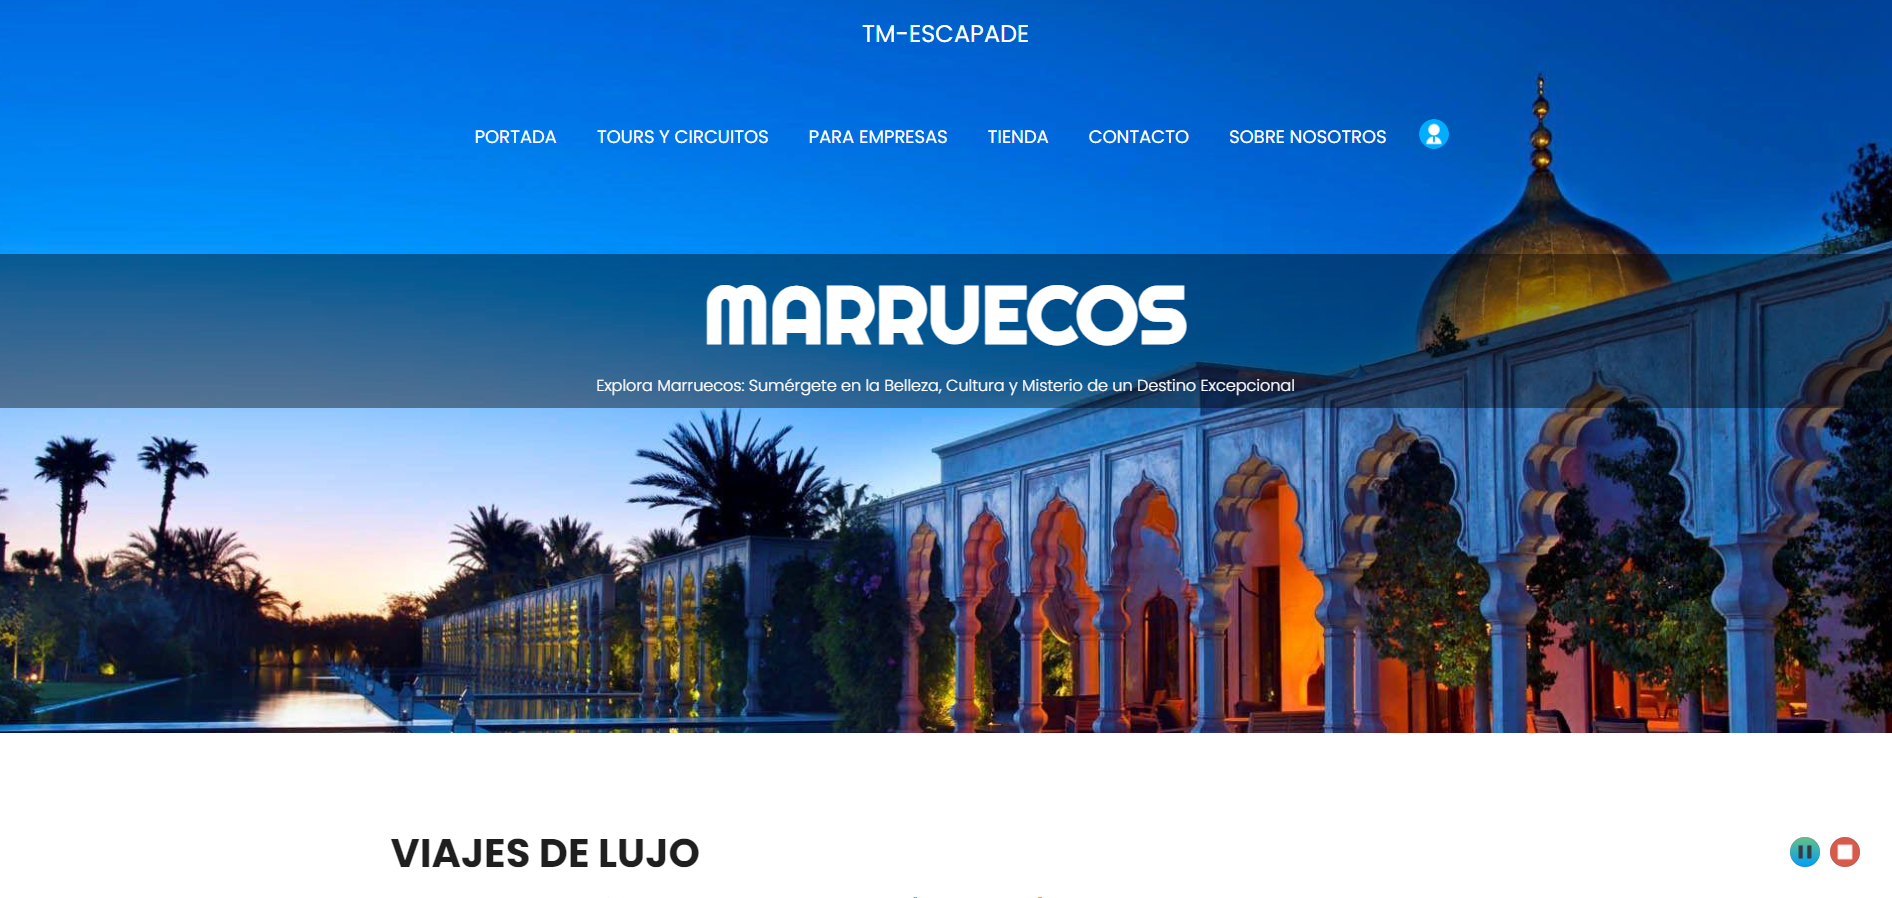 TM-ESCAPADE
PORTADA TOURS Y CIRCUITOS PARA EMPRESAS TIENDA CONTACTO SOBRE NOSOTROS
MARRUECOS
Explora Marruecos: Sumérgete en la Belleza, Cultura y Misterio de un Destino Excepcional
VIAJES DE LUJO